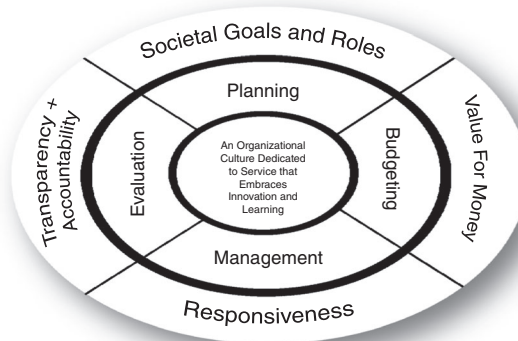 Societal Goals and Roles
Planning
Transparency +
Accountability
Evaluation
An Organizational
Culture Dedicated
to Service that
Embraces
Innovation and
Learning
Budgeting
Value For Money
Management
Responsiveness